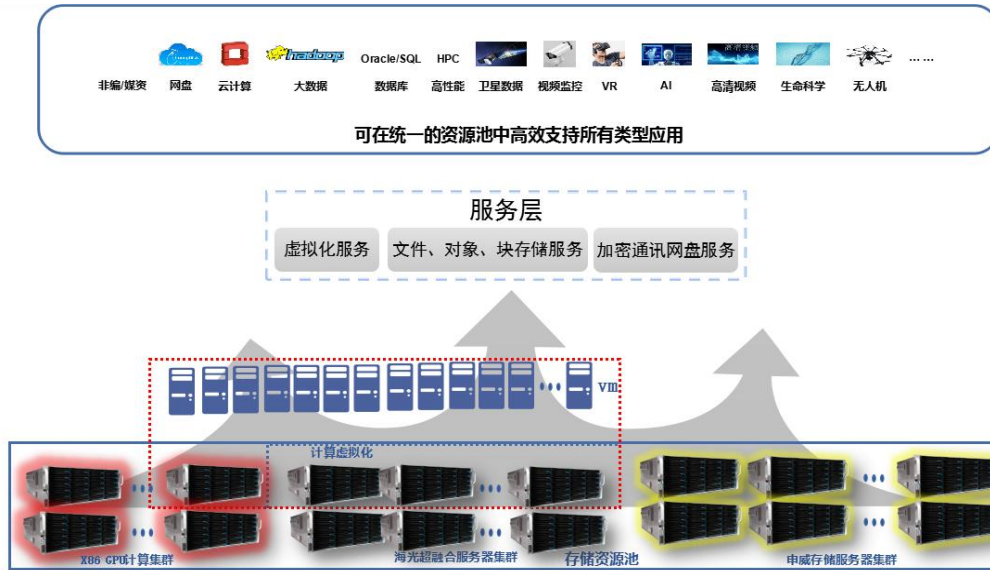 hadoop
Oracle/SQL HPC
非编/媒资 网盘 云计算 大数据 数据库 高性能 卫星数据 视频监控 VR AI 高清视频 生命科学 无人机 ... ...
可在统一的资源池中高效支持所有类型应用
服务层
虚拟化服务 文件、对象、块存储服务 加密通讯网盘服务
vm
计算虚拟化
X86 GPU计算集群 海光超融合服务器集群 存储资源池 申威存储服务器集群